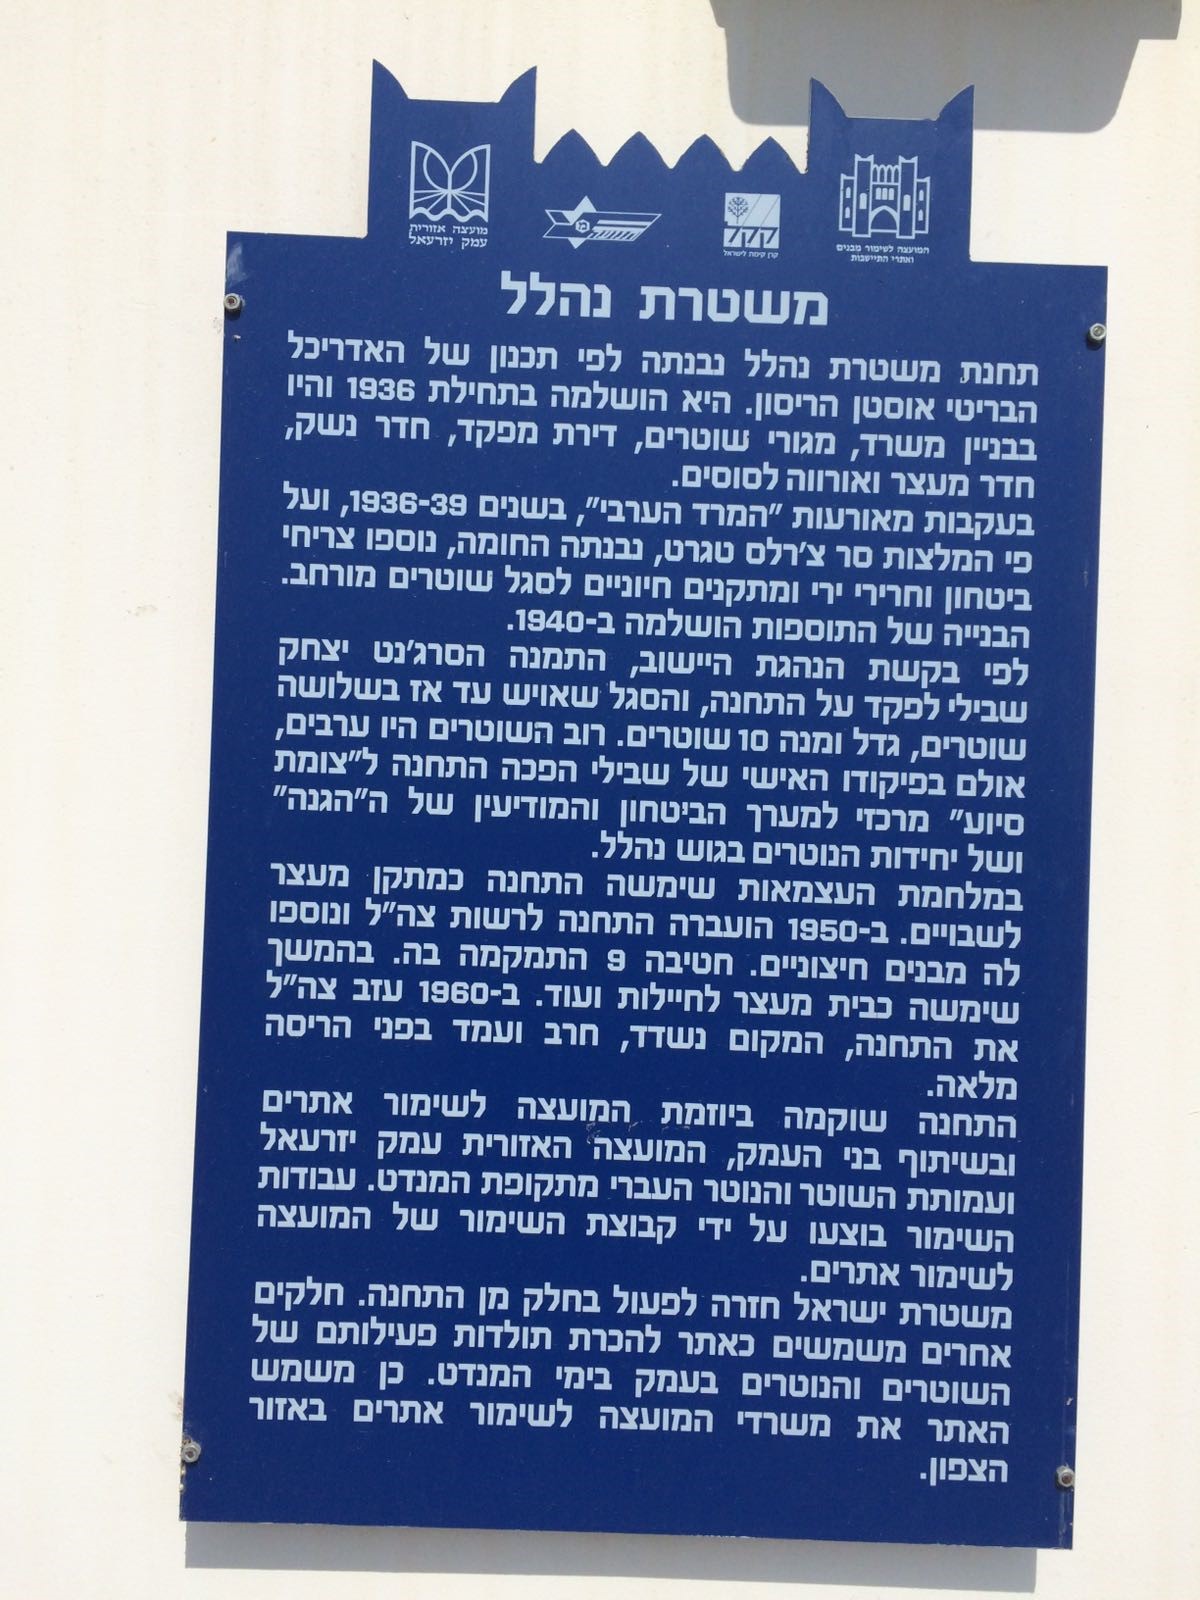 מועצה אזורית
עמק יזרעאל
קקל
קרן קימת לישראל
המועצה לשימור מבנים
ואתרי התיישבות
משטרת נהלל
תחנת משטרת נהלל נבנתה לפי תכנון של האדריכל
הבריטי אוסטן הריסון. היא הושלמה בתחילת 1936 והיו
בבניין משרד, מגורי שוטרים, דירת מפקד, חדר נשק,
חדר מעצר ואורווה לסוסים.
בעקבות מאורעות "המרד הערבי", בשנים 1936-39, ועל
פי המלצות סר צ'רלס טגרט, נבנתה החומה, נוספו צריחי
ביטחון וחרירי ירי ומתקנים חיוניים לסגל שוטרים מורחב.
הבנייה של התוספות הושלמה ב-1940.
לפי בקשת הנהגת היישוב, התמנה הסרג'נט יצחק
שבילי לפקד על התחנה, והסגל שאויש עד אז בשלושה
שוטרים, גדל ומנה 10 שוטרים. רוב השוטרים היו ערבים,
אולם בפיקודו האישי של שבילי הפכה התחנה ל"צומת
סיוע" מרכזי למערך הביטחון והמודיעין של ה"הגנה"
ושל יחידות הנוטרים בגוש נהלל.
במלחמת העצמאות שימשה התחנה כמתקן מעצר
לשבויים. ב-1950 הועברה התחנה לרשות צה"ל ונוספו
לה מבנים חיצוניים. חטיבה 9 התמקמה בה. בהמשך
שימשה כבית מעצר לחיילות ועוד. ב-1960 עזב צה"ל
את התחנה, המקום נשדד, חרב ועמד בפני הריסה
מלאה.
התחנה שוקמה ביוזמת המועצה לשימור אתרים
ובשיתוף בני העמק, המועצה האזורית עמק יזרעאל
ועמותת השוטר והנוטר העברי מתקופת המנדט. עבודות
השימור בוצעו על ידי קבוצת השימור של המועצה
לשימור אתרים.
משטרת ישראל חזרה לפעול בחלק מן התחנה. חלקים
אחרים משמשים כאתר להכרת תולדות פעילותם של
השוטרים והנוטרים בעמק בימי המנדט. כן משמש
האתר את משרדי המועצה לשימור אתרים באזור
הצפון.